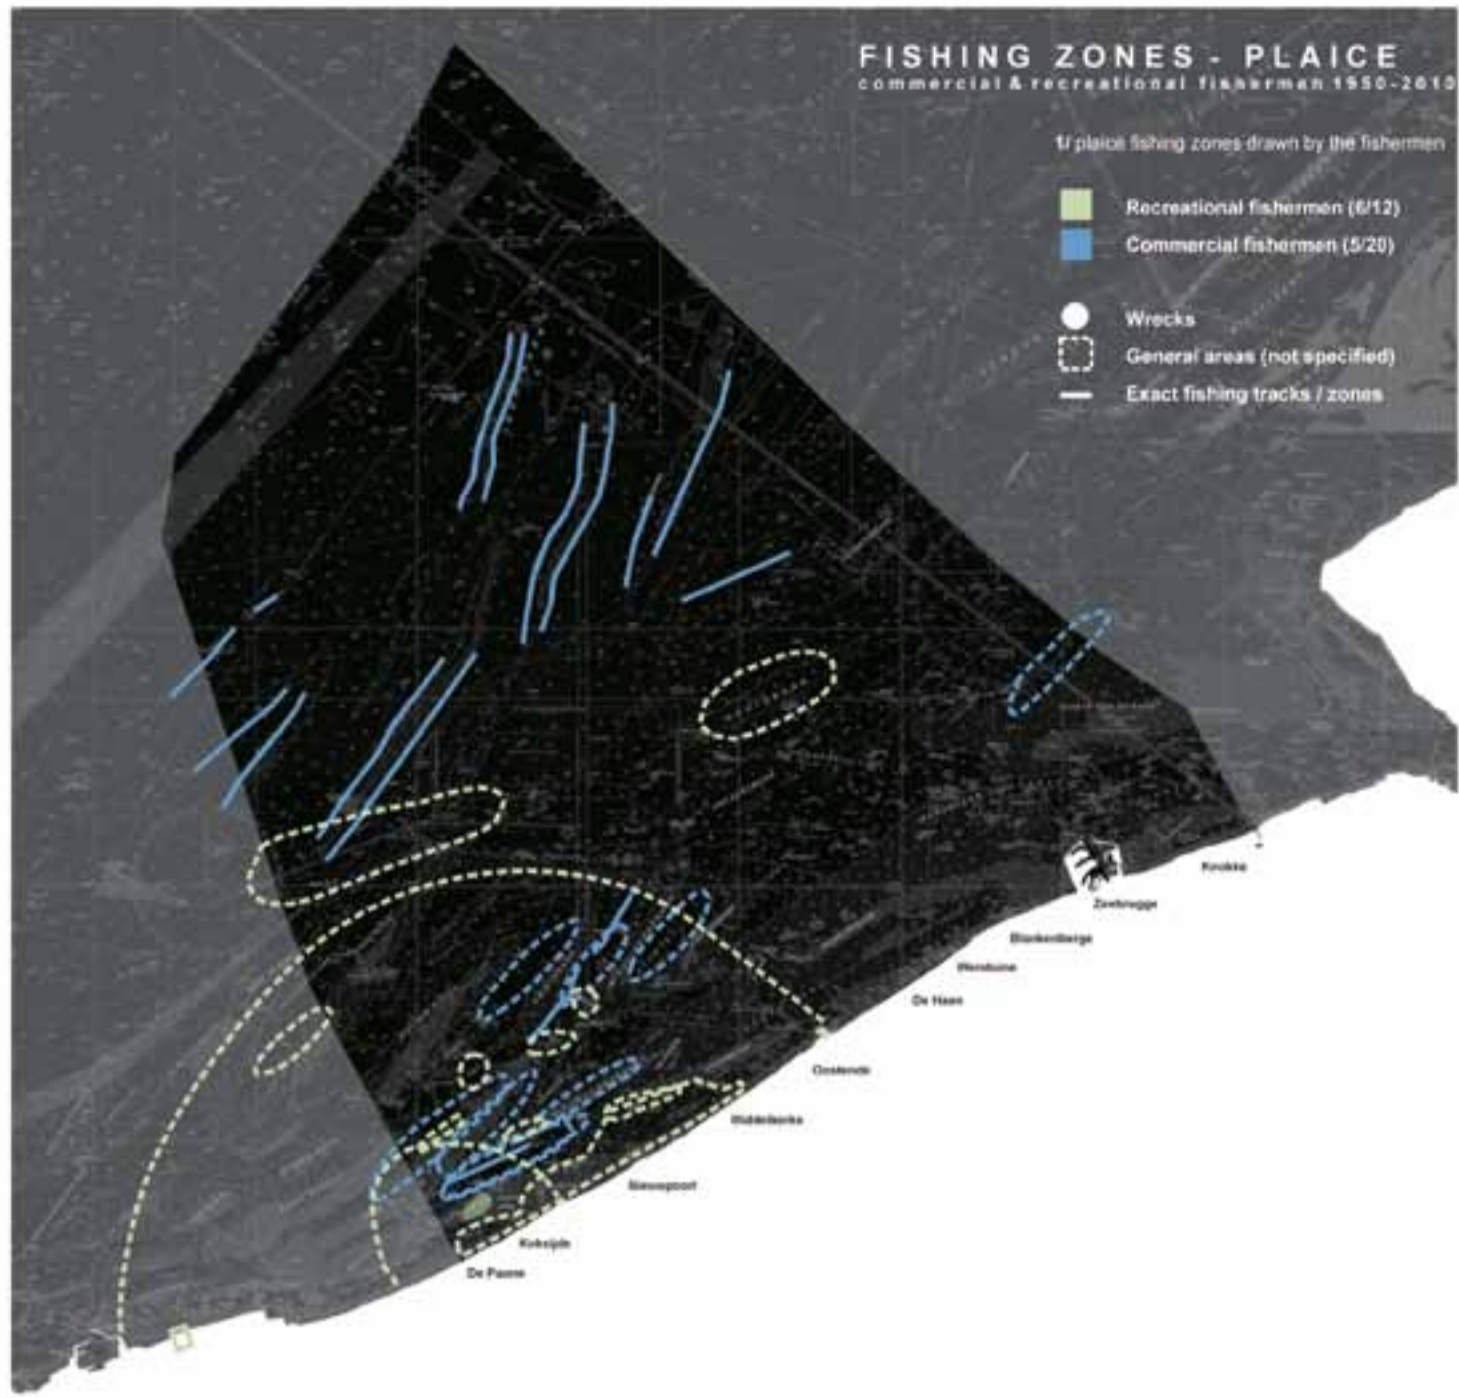 FISHING ZONES - PLAICE
commercial & recreational fishermen 1950-2010
1/ plaice fishing zones drawn by the fishermen
Recreational fishermen (6/12)
Commercial fishermen (5/20)
Wrecks
General areas (not specified)
Exact fishing tracks / zones
Knokke
Zeebrugge
Blankenberge
Wenduine
De Haan
Oostende
Middelkerke
Nieuwpoort
Koksijde
De Panne